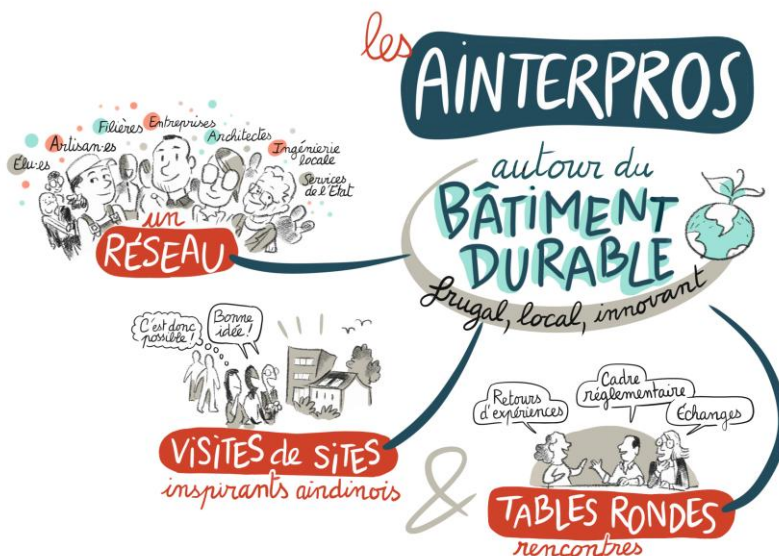 les
AINTERPROS
autour du
BÂTIMENT
DURABLE
frugal, local, innovant
Élu·es
Artisan·es
Filières
Entreprises
Architectes
Ingénierie
locale
Services
de l'État
un
RÉSEAU
C'est donc
possible !
Bonne
idée !
VISITES de SITES
inspirants aindinois
&
Retours
d'expériences
Cadre
réglementaire
Échanges
TABLES RONDES
rencontres